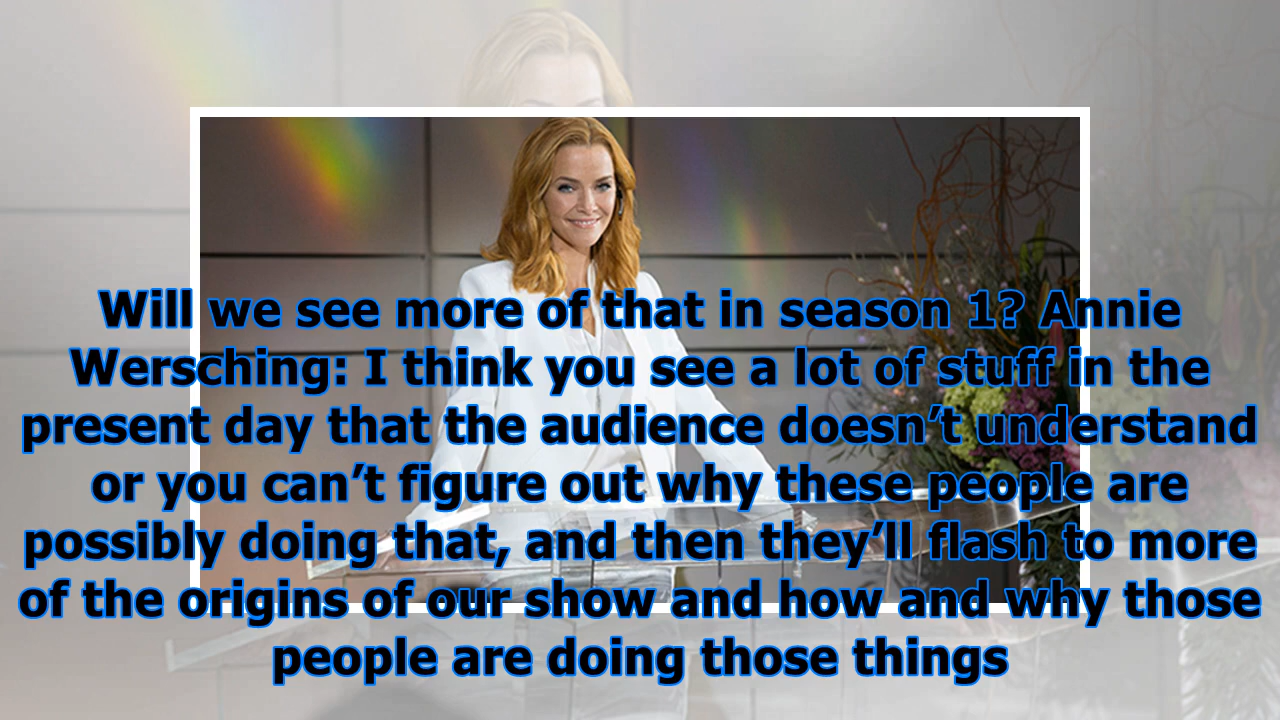 Will we see more of that in season 1? Annie
Wersching: I think you see a lot of stuff in the
present day that the audience doesn’t understand
or you can’t figure out why these people are
possibly doing that, and then they’ll flash to more
of the origins of our show and how and why those
people are doing those things